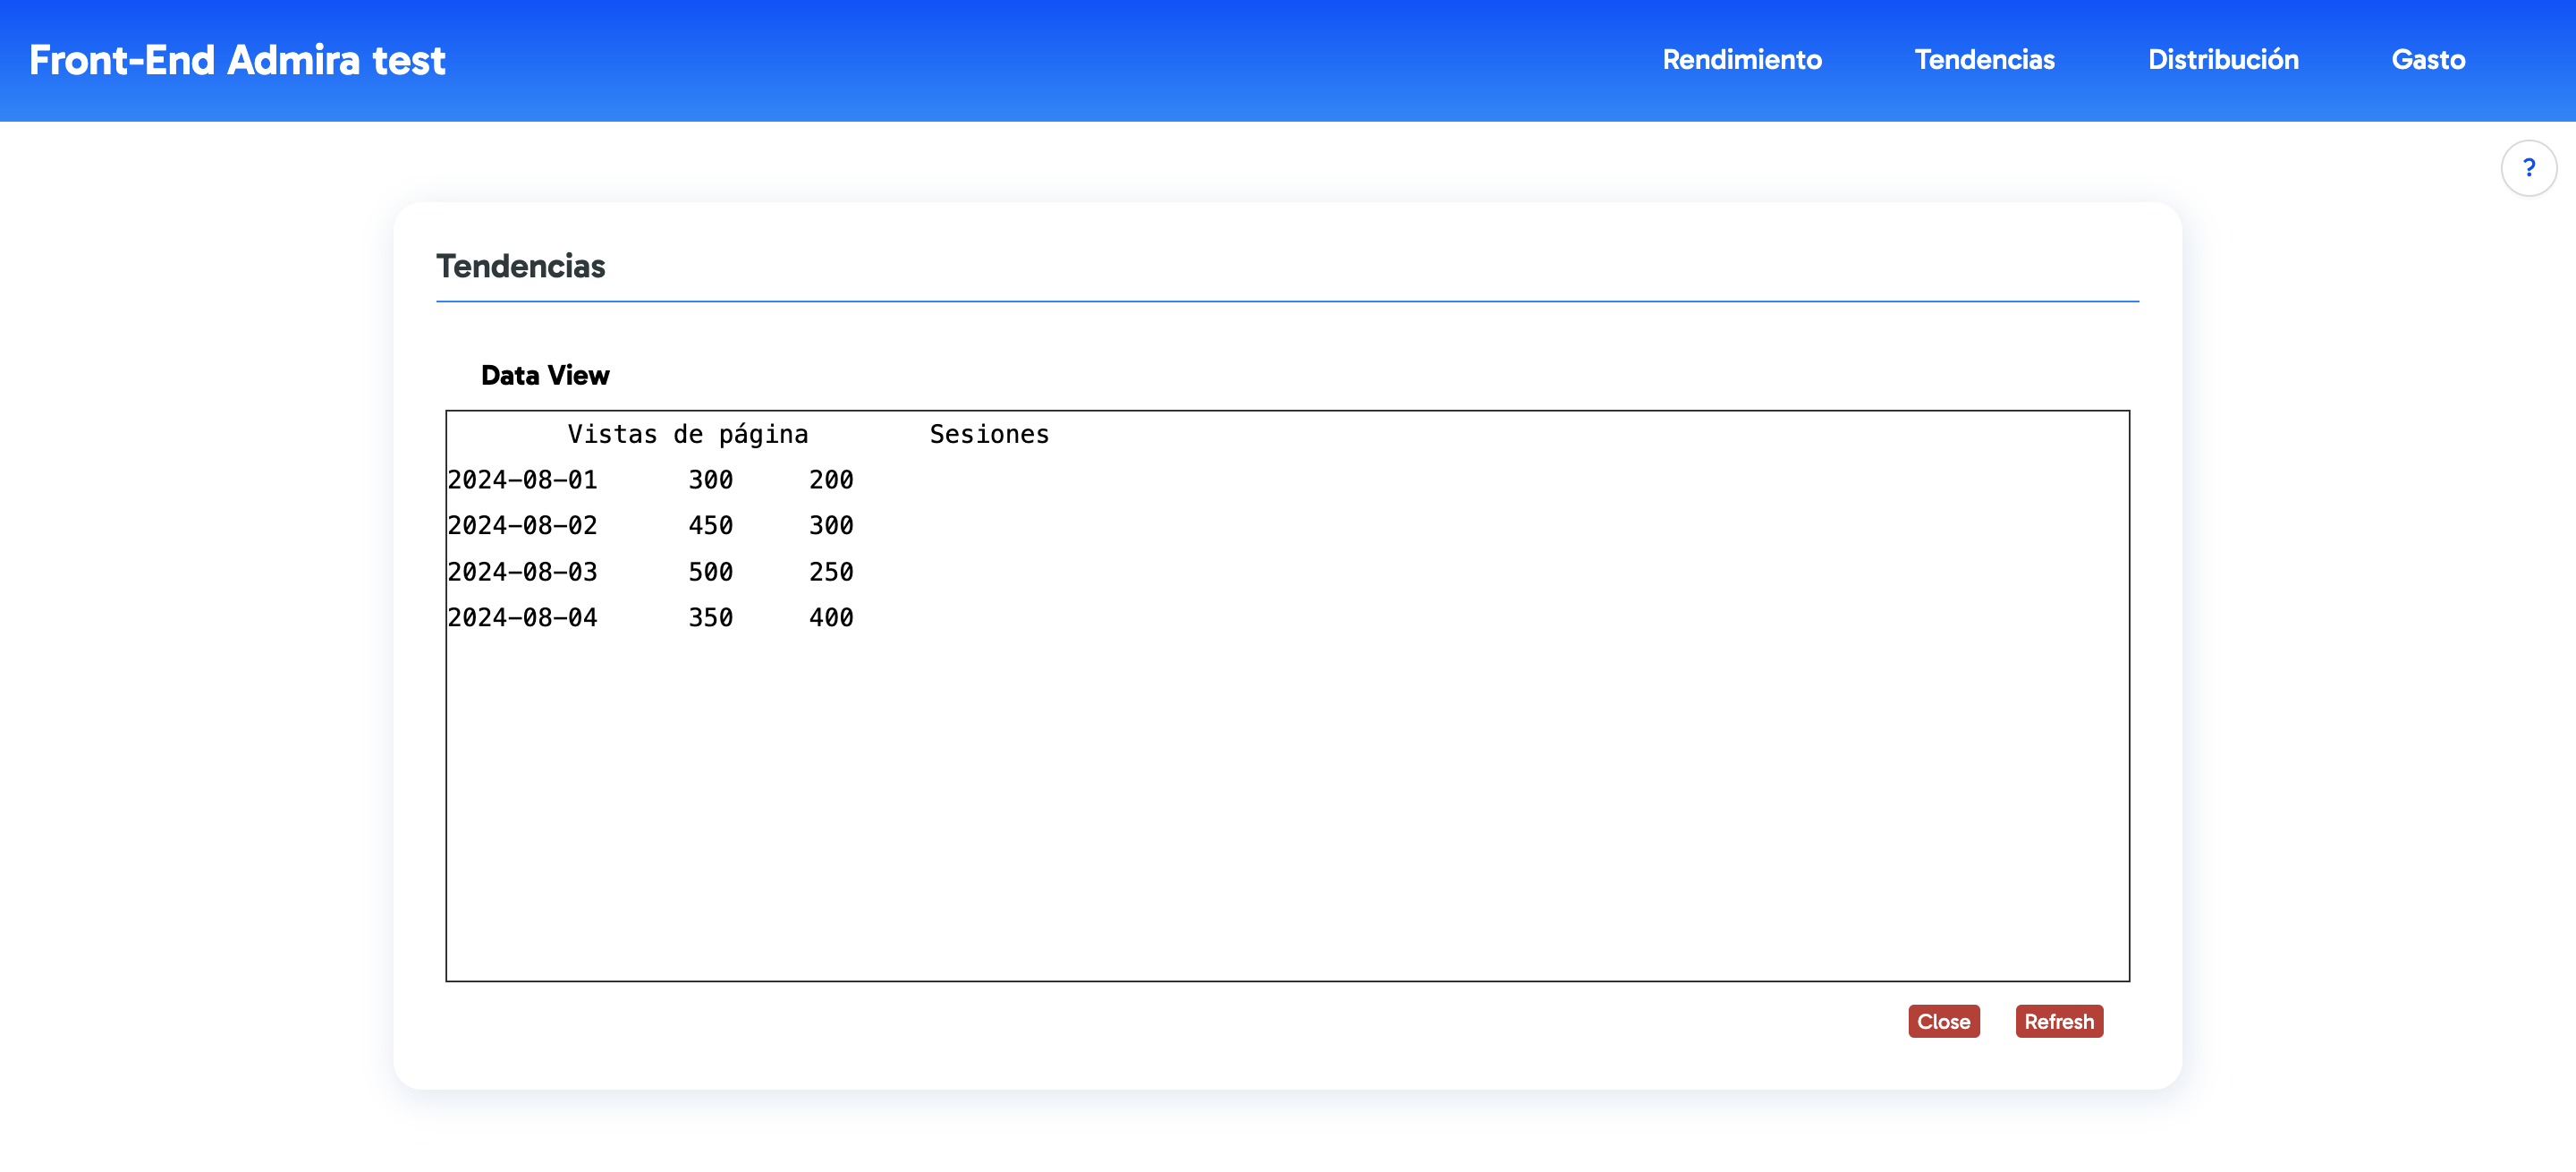 Front-End Admira test
Rendimiento Tendencias Distribución Gasto
?
Tendencias
Data View
Vistas de página Sesiones
2024-08-01 300 200
2024-08-02 450 300
2024-08-03 500 250
2024-08-04 350 400
Close Refresh